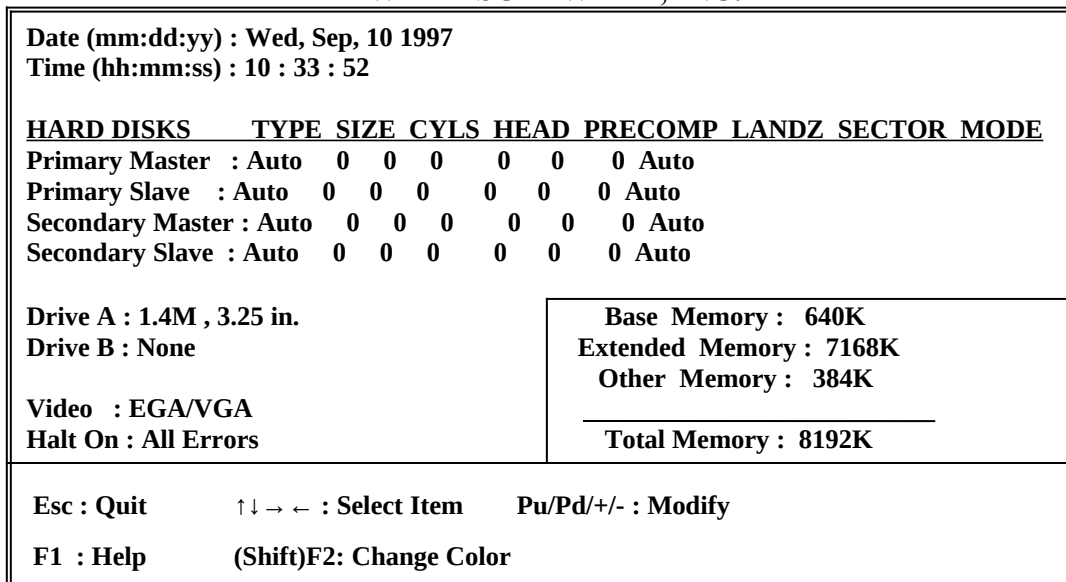 Date (mm:dd:yy) : Wed, Sep, 10 1997
Time (hh:mm:ss) : 10 : 33 : 52
HARD DISKS TYPE SIZE CYLS HEAD PRECOMP LANDZ SECTOR MODE
Primary Master : Auto 0 0 0 0 0 0 Auto
Primary Slave : Auto 0 0 0 0 0 0 Auto
Secondary Master : Auto 0 0 0 0 0 0 Auto
Secondary Slave : Auto 0 0 0 0 0 0 Auto
Drive A : 1.4M , 3.25 in.
Drive B : None
Video : EGA/VGA
Halt On : All Errors
Base Memory : 640K
Extended Memory : 7168K
Other Memory : 384K
Total Memory : 8192K
Esc : Quit ↑↓→← : Select Item Pu/Pd/+/- : Modify
F1 : Help (Shift)F2: Change Color